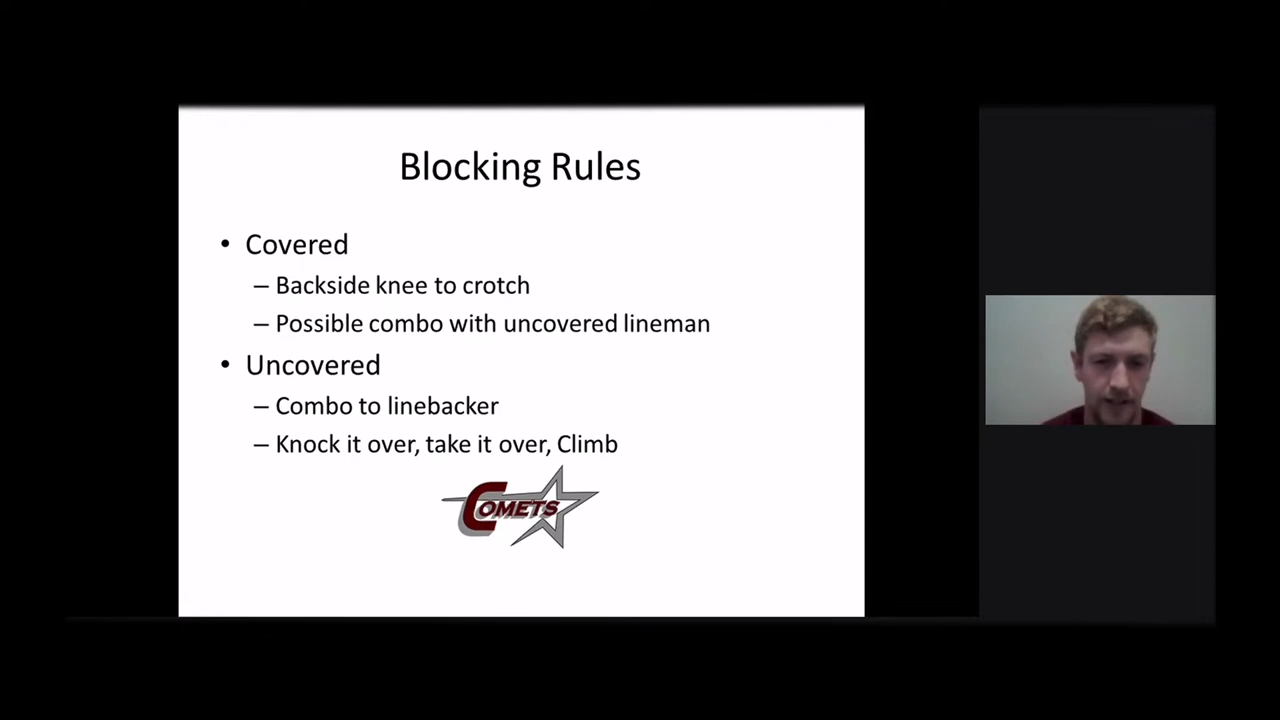 Blocking Rules
• Covered
– Backside knee to crotch
– Possible combo with uncovered lineman
• Uncovered
– Combo to linebacker
– Knock it over, take it over, Climb
COMETS